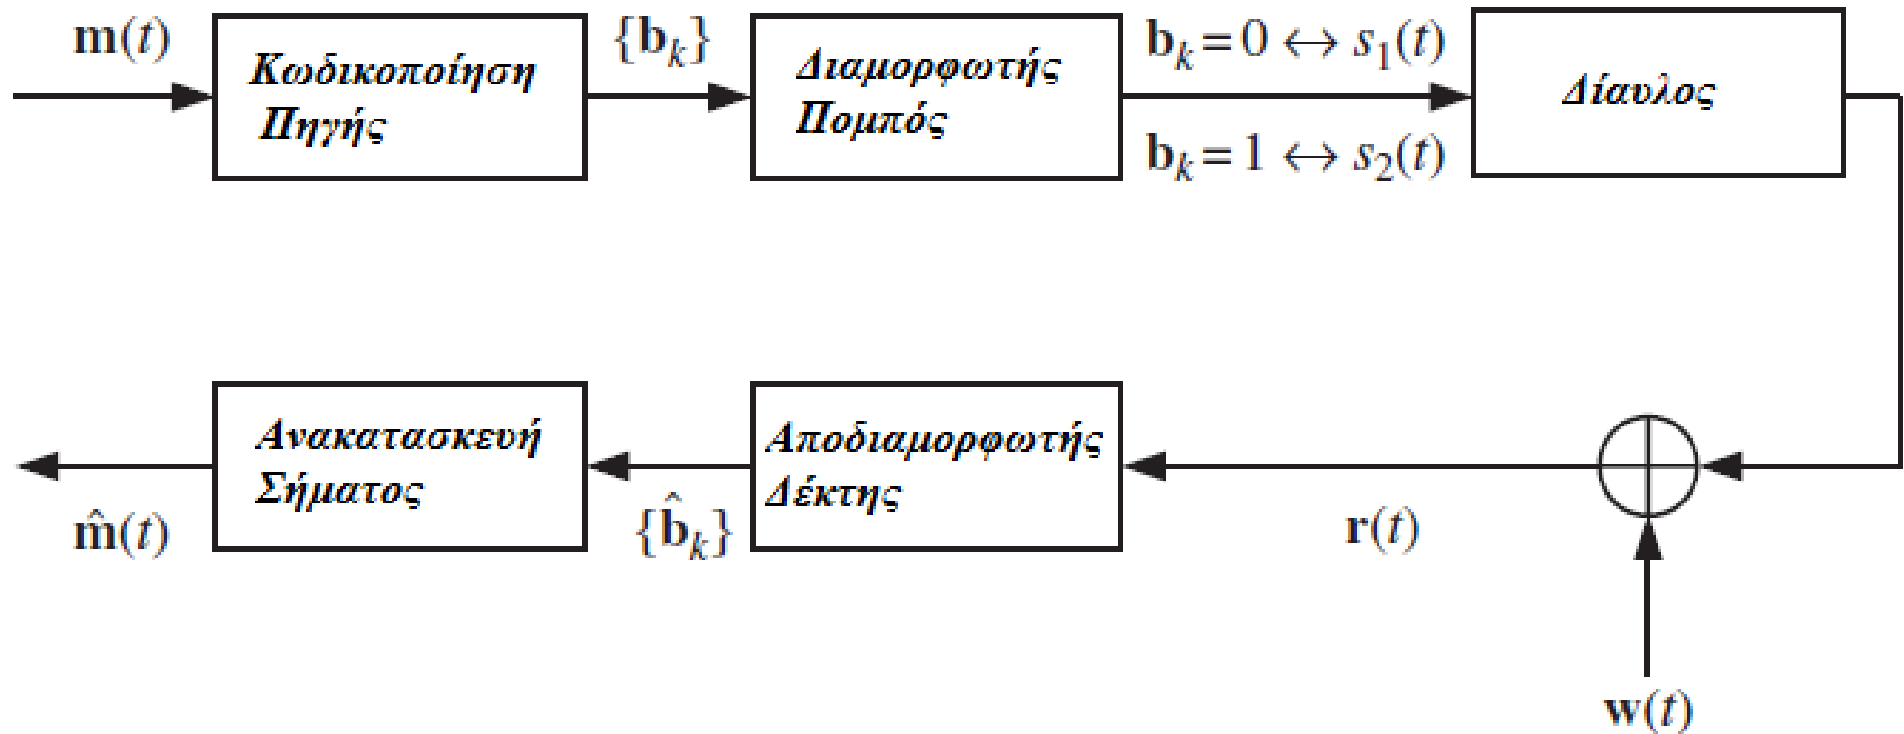 m(t)
Κωδικοποίηση
Πηγής
{b_k}
Διαμορφωτής
Πομπός
b_k = 0 ↔ s_1(t)
b_k = 1 ↔ s_2(t)
Δίαυλος
Ανακατασκευή
Σήματος
m̂(t)
{b̂_k}
Αποδιαμορφωτής
Δέκτης
r(t)
w(t)